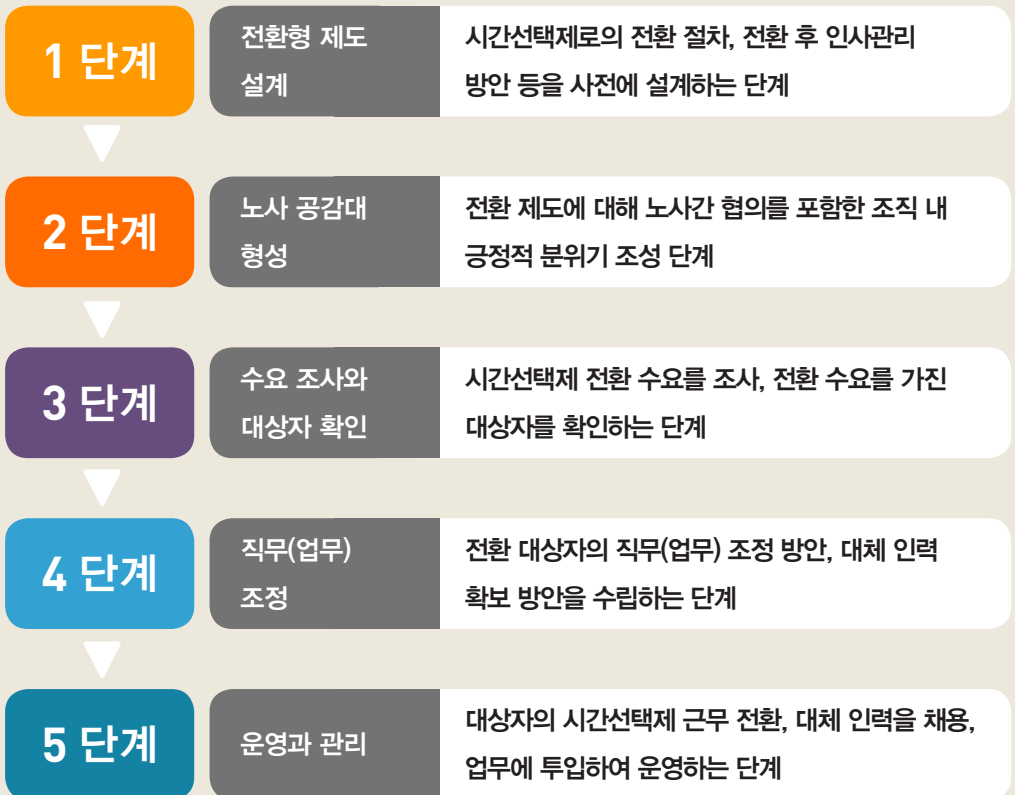 1 단계
전환형 제도
설계
시간선택제로의 전환 절차, 전환 후 인사관리
방안 등을 사전에 설계하는 단계
2 단계
노사 공감대
형성
전환 제도에 대해 노사간 협의를 포함한 조직 내
긍정적 분위기 조성 단계
3 단계
수요 조사와
대상자 확인
시간선택제 전환 수요를 조사, 전환 수요를 가진
대상자를 확인하는 단계
4 단계
직무(업무)
조정
전환 대상자의 직무(업무) 조정 방안, 대체 인력
확보 방안을 수립하는 단계
5 단계
운영과 관리
대상자의 시간선택제 근무 전환, 대체 인력을 채용,
업무에 투입하여 운영하는 단계